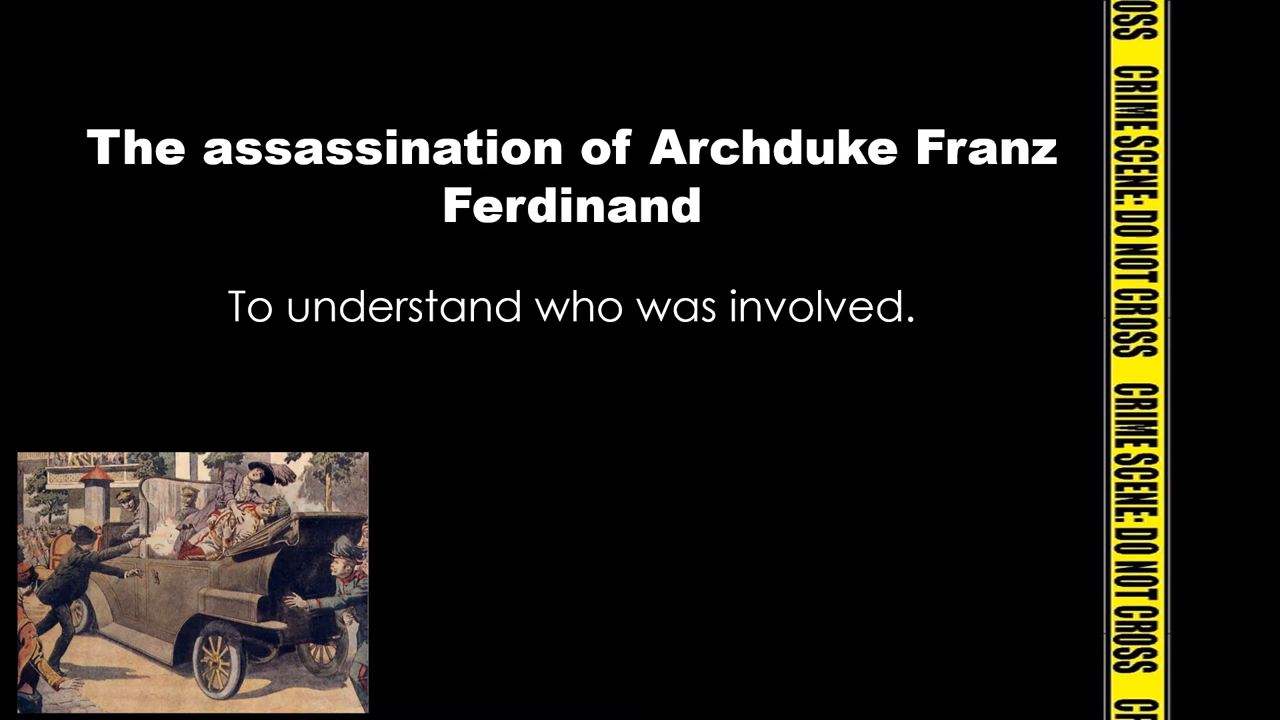 The assassination of Archduke Franz
Ferdinand
To understand who was involved.
OSS CRIME SCENE: DO NOT CROSS CRIME SCENE: DO NOT CROSS